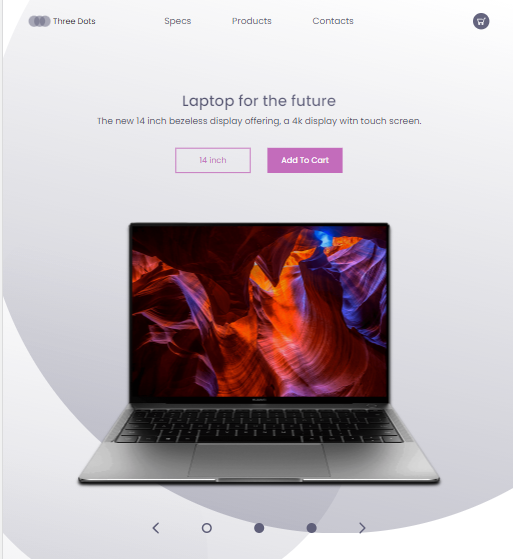 Three Dots
Specs
Products
Contacts
Laptop for the future
The new 14 inch bezeless display offering, a 4k display witn touch screen.
14 inch
Add To Cart